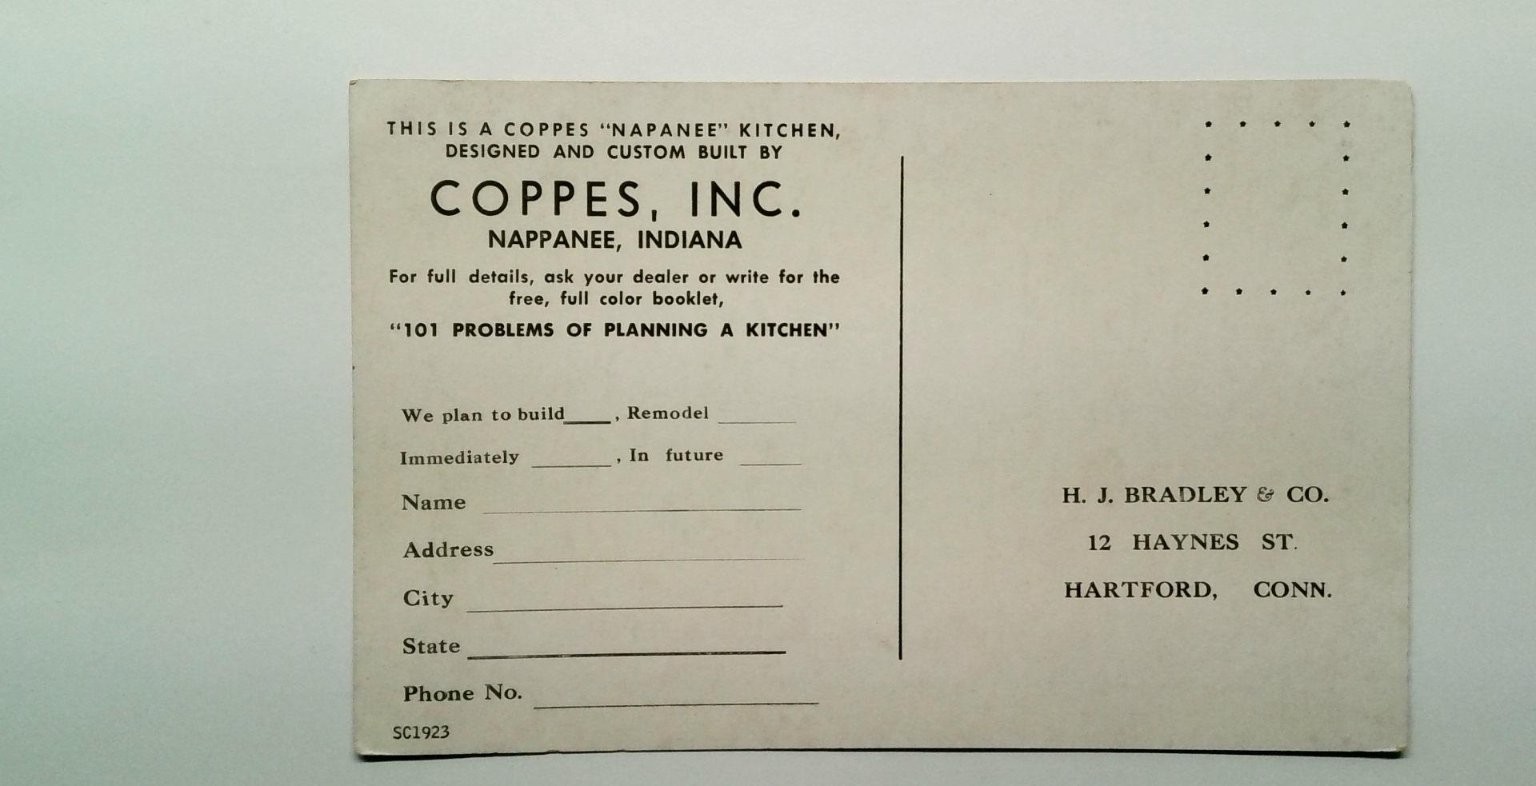 THIS IS A COPPES “NAPANEE” KITCHEN,
DESIGNED AND CUSTOM BUILT BY
COPPES, INC.
NAPPANEE, INDIANA
For full details, ask your dealer or write for the
free, full color booklet,
“101 PROBLEMS OF PLANNING A KITCHEN”
We plan to build____, Remodel ________
Immediately ________, In future ______
Name
Address
City
State
Phone No.
SC1923
H. J. BRADLEY & CO.
12 HAYNES ST.
HARTFORD, CONN.